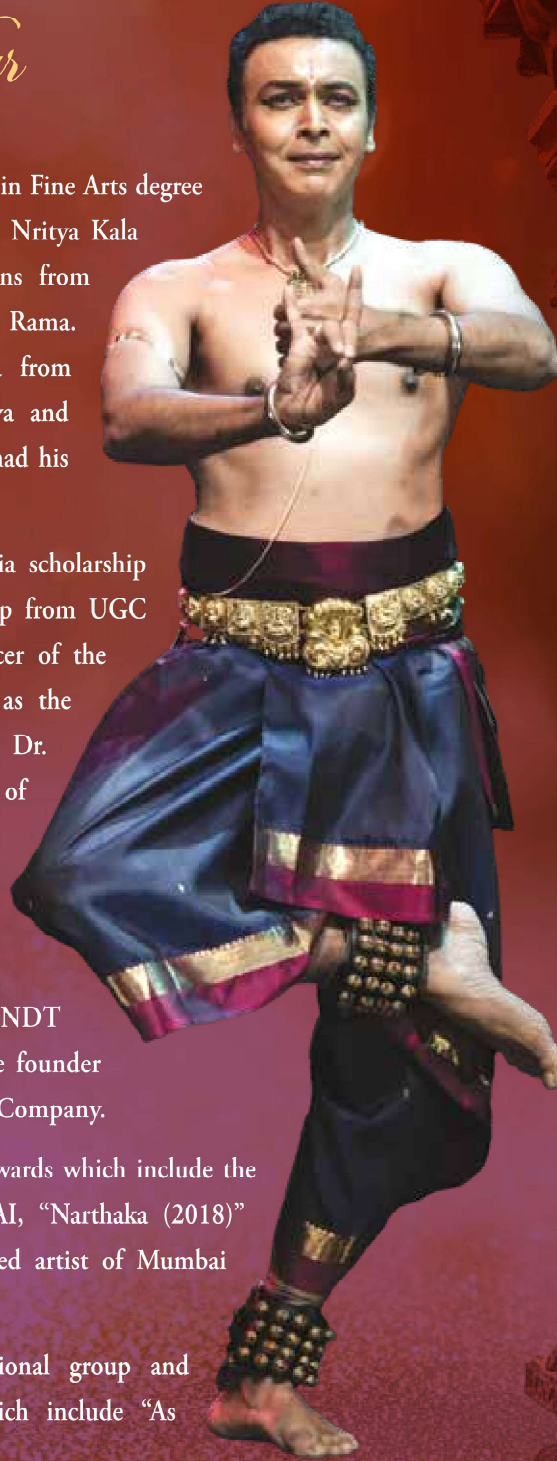 in Fine Arts degree
Nritya Kala
ns from
Rama.
from
va and
had his
ia scholarship
p from UGC
cer of the
as the
Dr.
of
NDT
e founder
Company.
wards which include the
AI, “Narthaka (2018)”
ed artist of Mumbai
ional group and
ich include “As